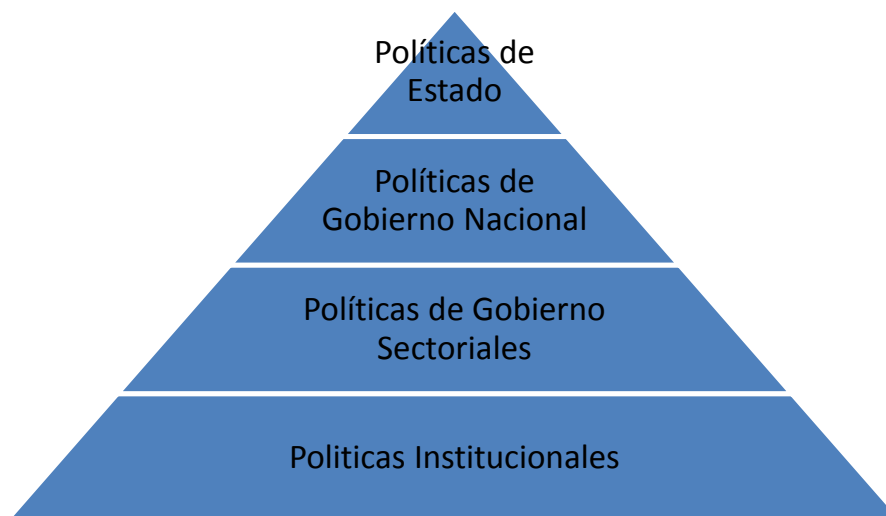 Políticas de
Estado
Políticas de
Gobierno Nacional
Políticas de Gobierno
Sectoriales
Politicas Institucionales